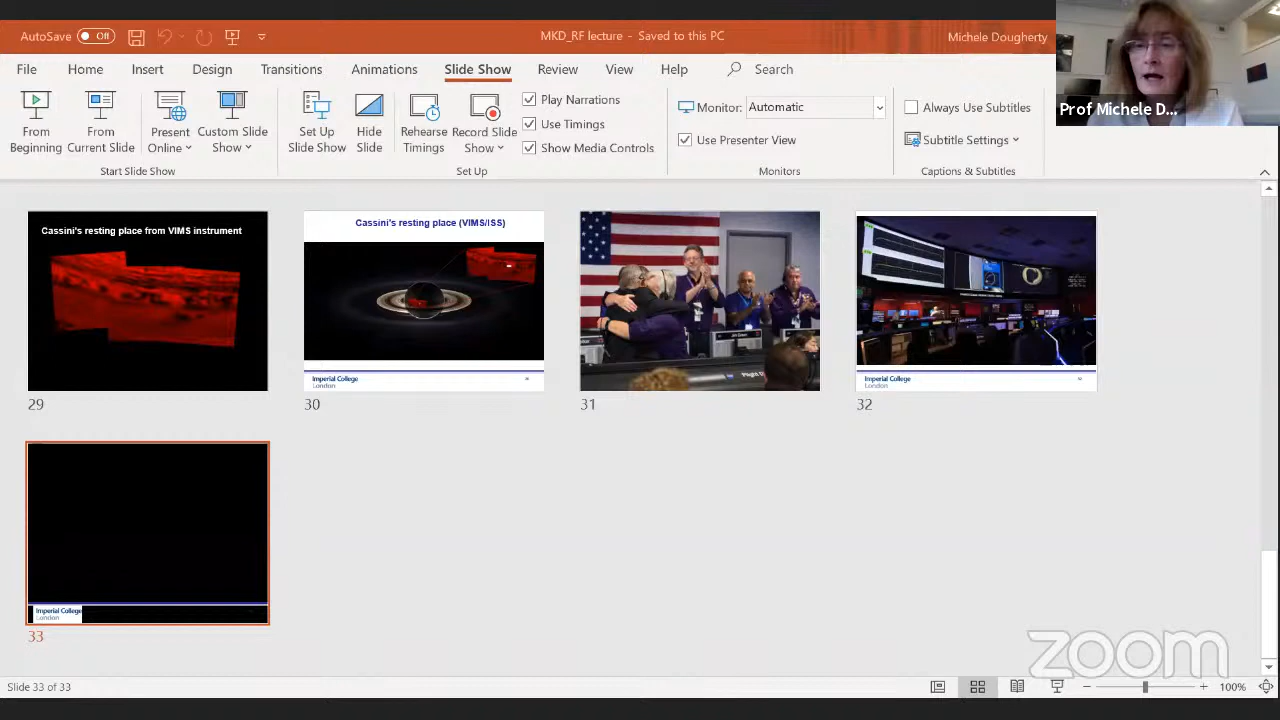 AutoSave Off MKD_RF lecture - Saved to this PC Michele Dougherty
File Home Insert Design Transitions Animations Slide Show Review View Help Search
Prof Michele D...
From Beginning
From Current Slide
Present Online
Custom Slide Show
Start Slide Show
Set Up Slide Show
Hide Slide
Rehearse Timings
Record Slide Show
Play Narrations
Use Timings
Show Media Controls
Set Up
Monitor: Automatic
Use Presenter View
Monitors
Always Use Subtitles
Subtitle Settings
Captions & Subtitles
Cassini's resting place from VIMS instrument
29
Cassini's resting place (VIMS/ISS)
Imperial College
London
30
31
Imperial College
London
32
Imperial College
London
33
zoom
Slide 33 of 33 100%